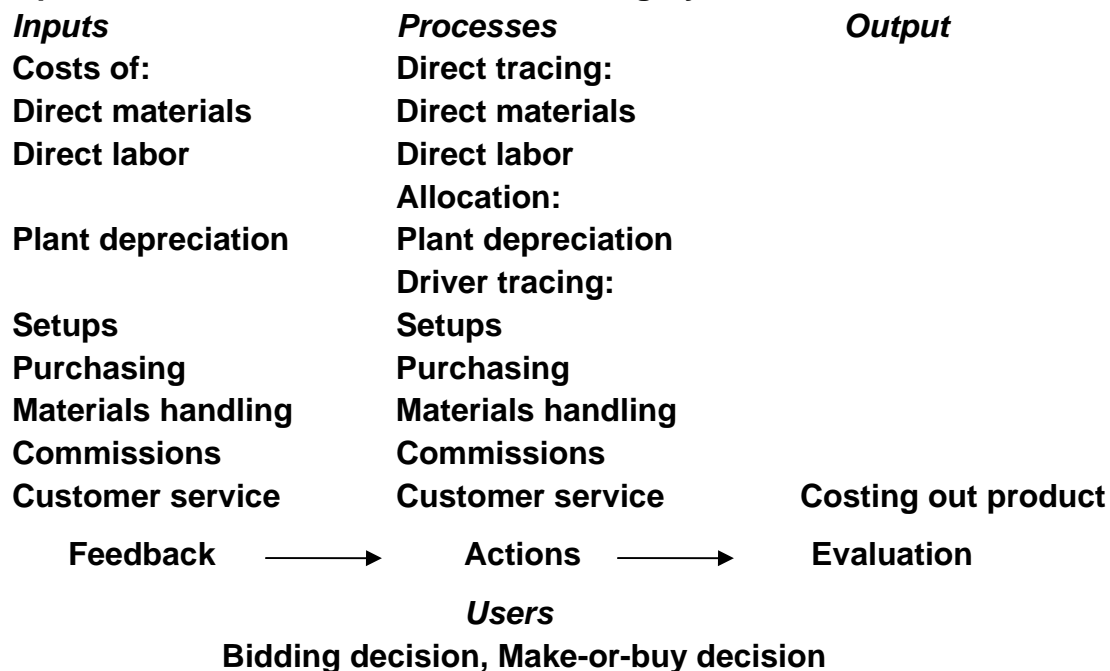 Inputs Processes Output
Costs of: Direct tracing:
Direct materials Direct materials
Direct labor Direct labor
Allocation:
Plant depreciation Plant depreciation
Driver tracing:
Setups Setups
Purchasing Purchasing
Materials handling Materials handling
Commissions Commissions
Customer service Customer service Costing out product
Feedback Actions Evaluation
Users
Bidding decision, Make-or-buy decision